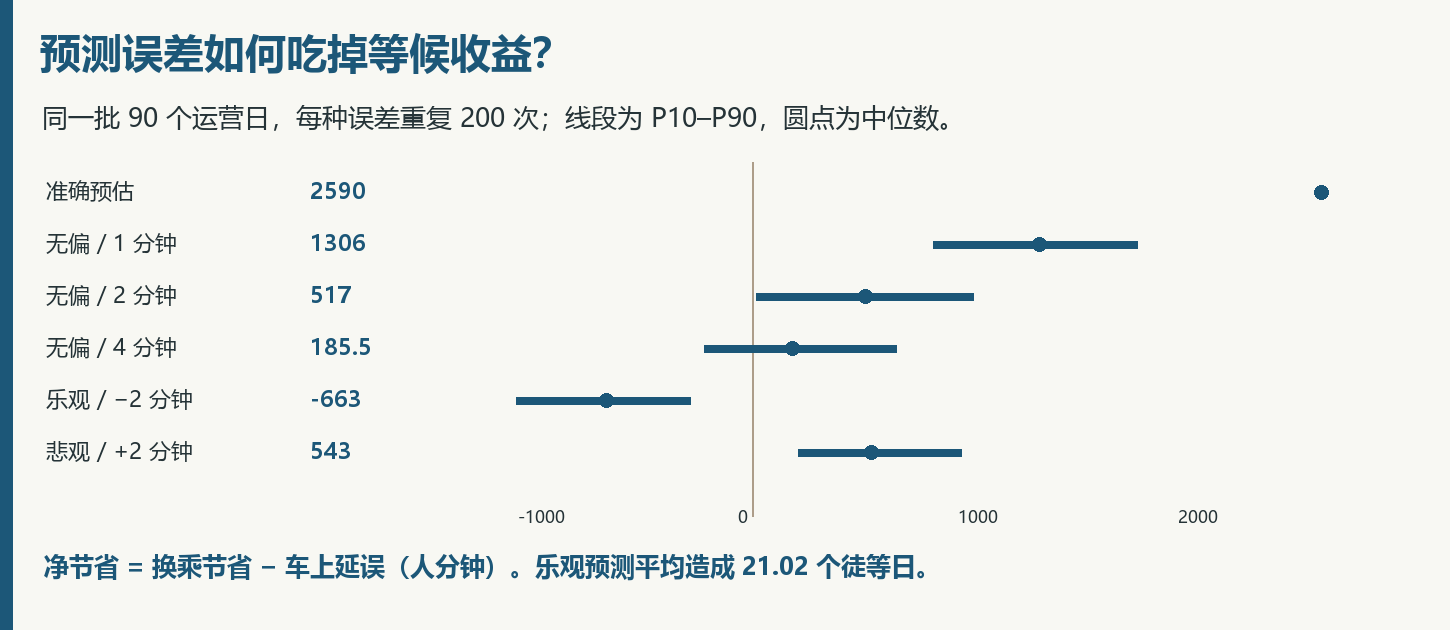 预测误差如何吃掉等候收益？
同一批 90 个运营日，每种误差重复 200 次；线段为 P10–P90，圆点为中位数。
准确预估 2590
无偏 / 1 分钟 1306
无偏 / 2 分钟 517
无偏 / 4 分钟 185.5
乐观 / −2 分钟 -663
悲观 / +2 分钟 543
-1000 0 1000 2000
净节省 = 换乘节省 − 车上延误（人分钟）。乐观预测平均造成 21.02 个徒等日。